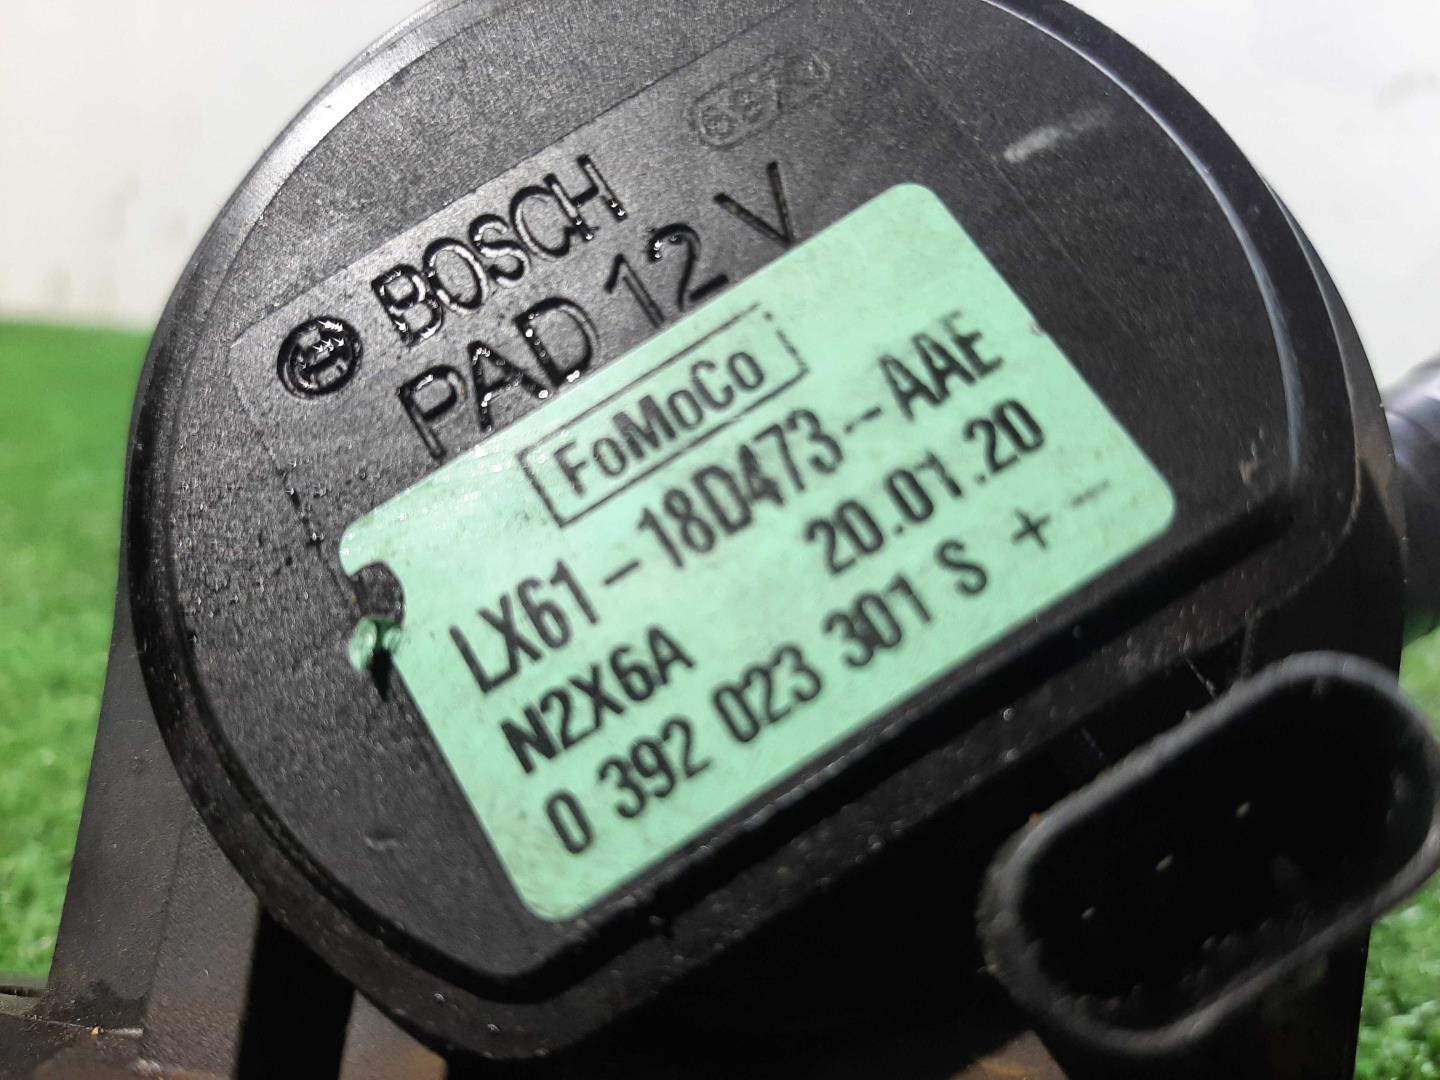 BOSCH
PAD 12 V
FoMoCo
LX61-18D473-AAE
20.01.20
N2X6A
0 392 023 301 S + -